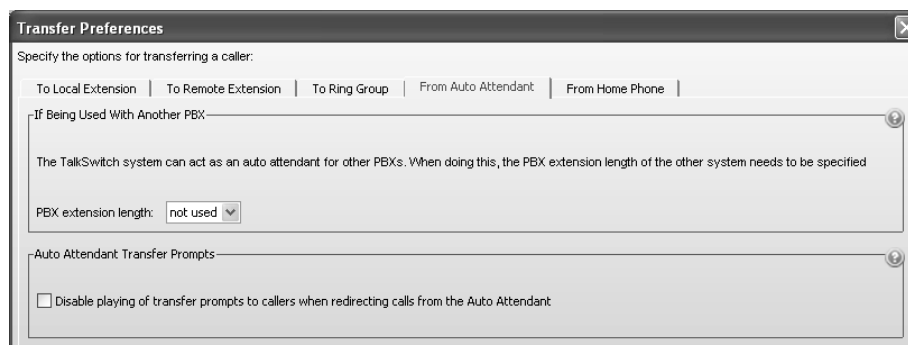 Transfer Preferences
Specify the options for transferring a caller:
To Local Extension | To Remote Extension | To Ring Group | From Auto Attendant | From Home Phone |
If Being Used With Another PBX
The TalkSwitch system can act as an auto attendant for other PBXs. When doing this, the PBX extension length of the other system needs to be specified
PBX extension length: not used
Auto Attendant Transfer Prompts
Disable playing of transfer prompts to callers when redirecting calls from the Auto Attendant